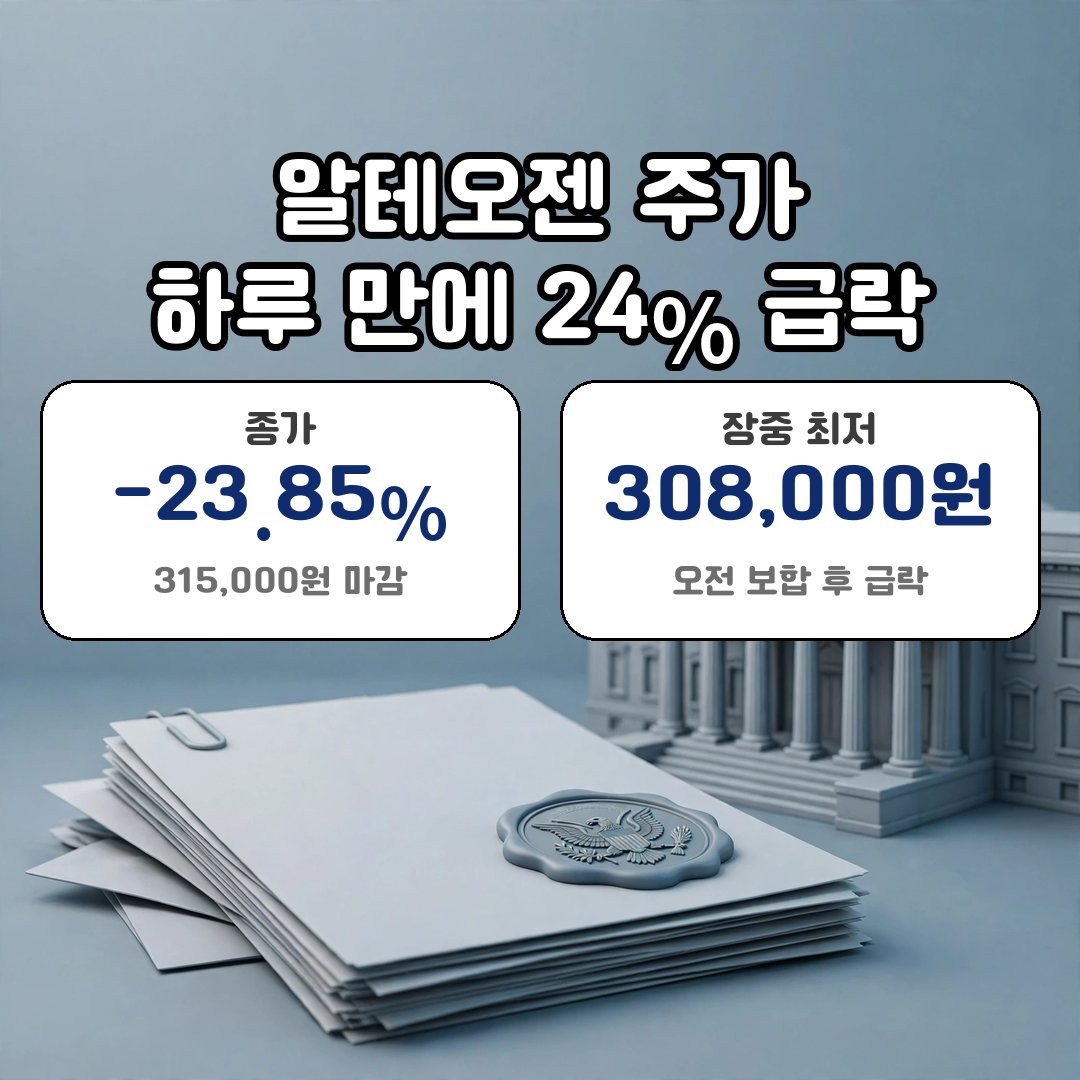 알테오젠 주가
하루 만에 24% 급락
종가
-23.85%
315,000원 마감
장중 최저
308,000원
오전 보합 후 급락